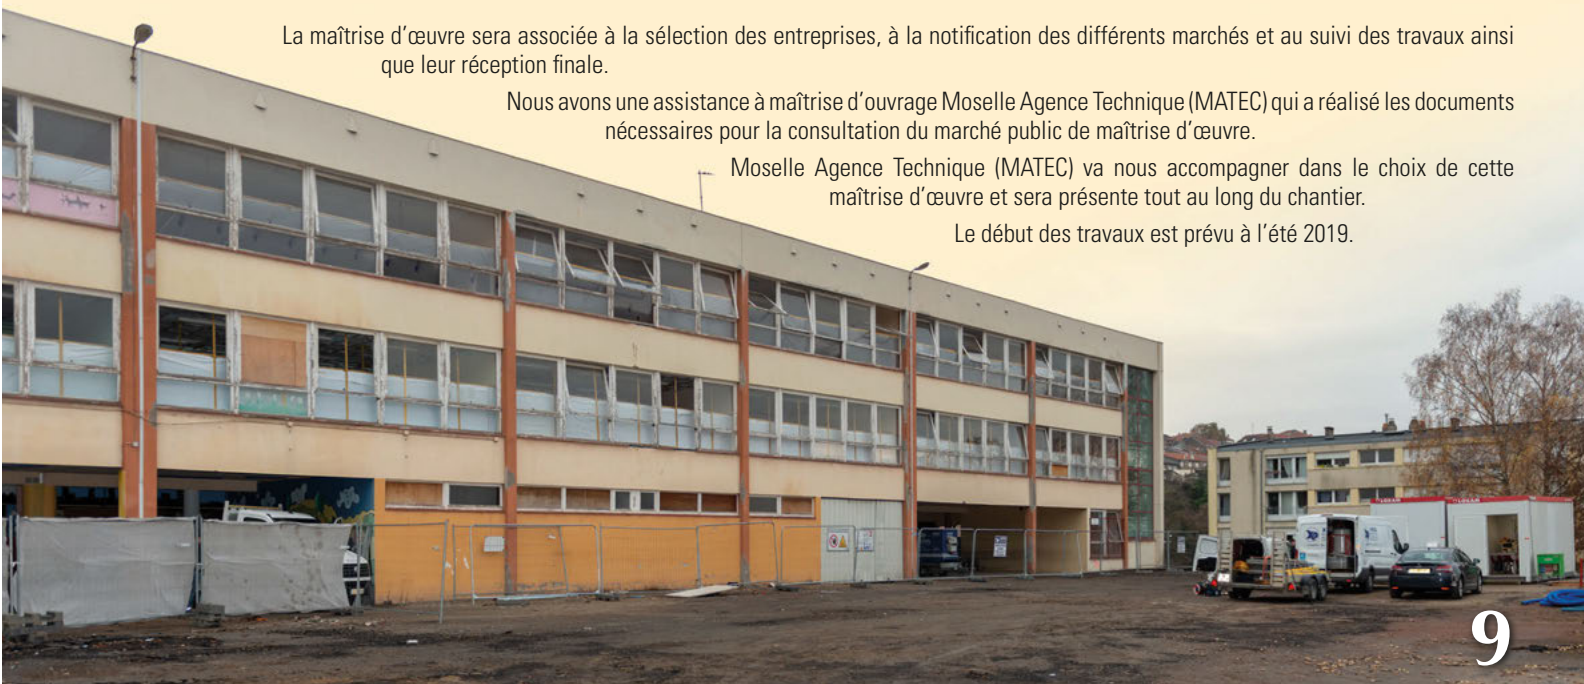 La maîtrise d'œuvre sera associée à la sélection des entreprises, à la notification des différents marchés et au suivi des travaux ainsi
que leur réception finale.
Nous avons une assistance à maîtrise d'ouvrage Moselle Agence Technique (MATEC) qui a réalisé les documents
nécessaires pour la consultation du marché public de maîtrise d'œuvre.
Moselle Agence Technique (MATEC) va nous accompagner dans le choix de cette
maîtrise d'œuvre et sera présente tout au long du chantier.
Le début des travaux est prévu à l'été 2019.
9